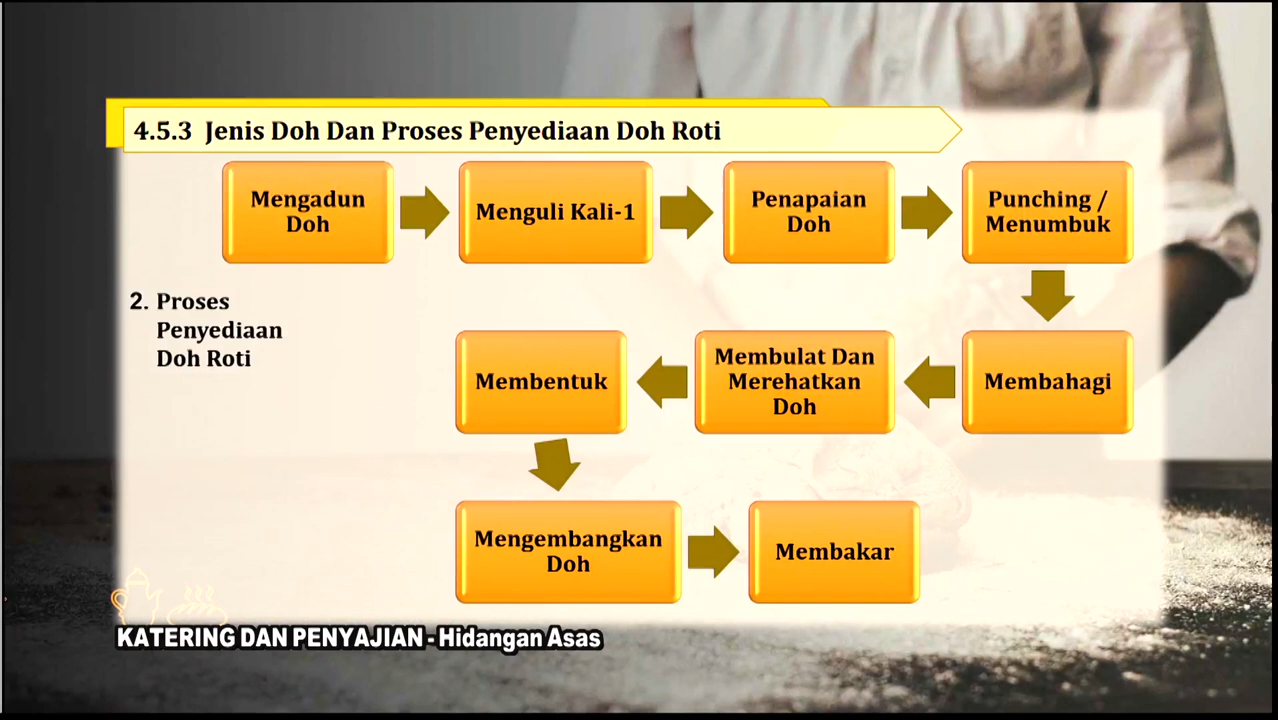 4.5.3 Jenis Doh Dan Proses Penyediaan Doh Roti
Mengadun
Doh
Menguli Kali-1
Penapaian
Doh
Punching /
Menumbuk
2. Proses
Penyediaan
Doh Roti
Membahagi
Membulat Dan
Merehatkan
Doh
Membentuk
Mengembangkan
Doh
Membakar
KATERING DAN PENYAJIAN - Hidangan Asas